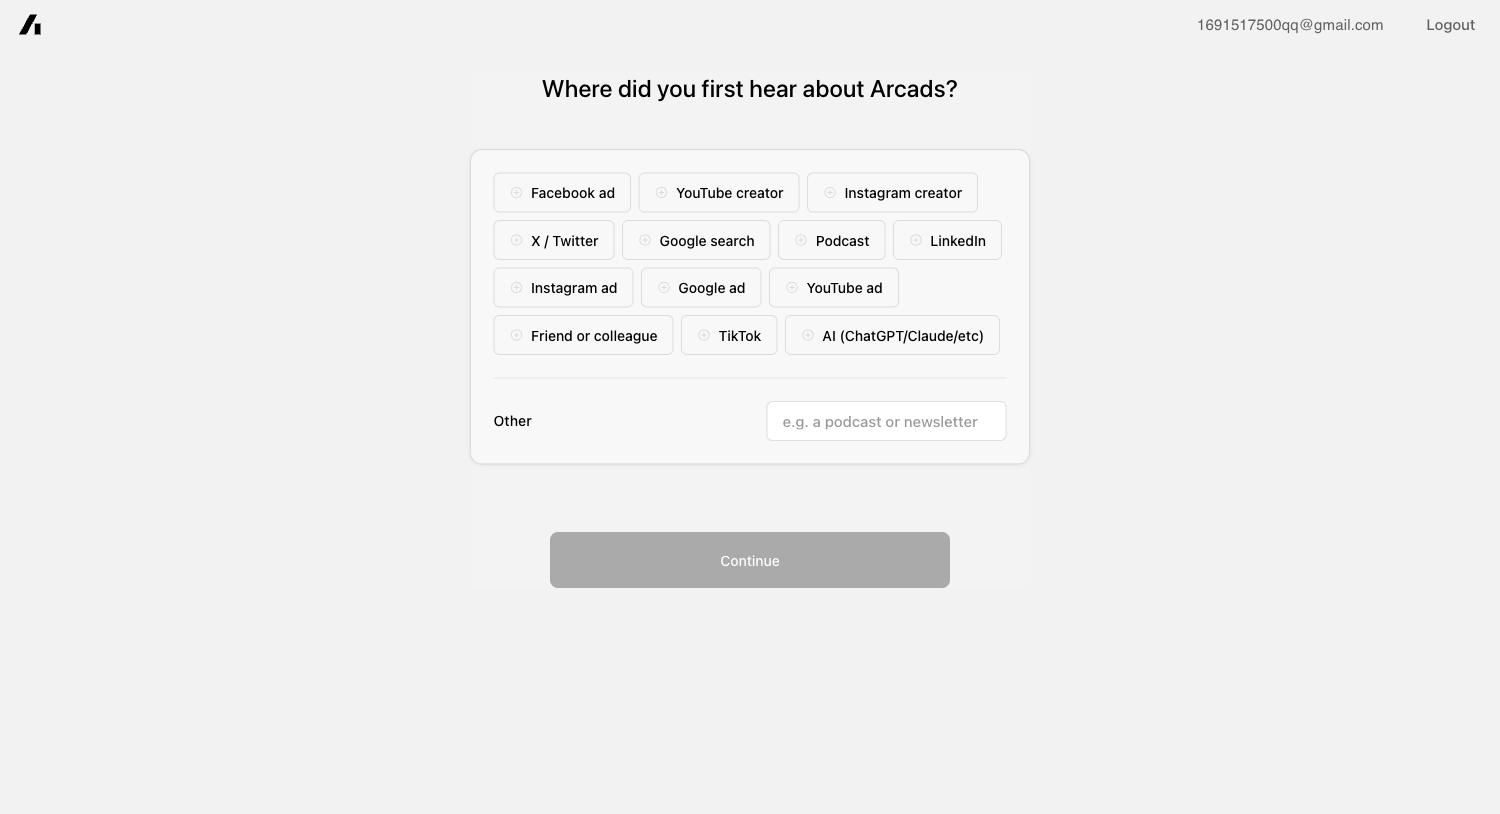 1691517500qq@gmail.com Logout
Where did you first hear about Arcads?
Facebook ad YouTube creator Instagram creator
X / Twitter Google search Podcast LinkedIn
Instagram ad Google ad YouTube ad
Friend or colleague TikTok AI (ChatGPT/Claude/etc)
Other e.g. a podcast or newsletter
Continue